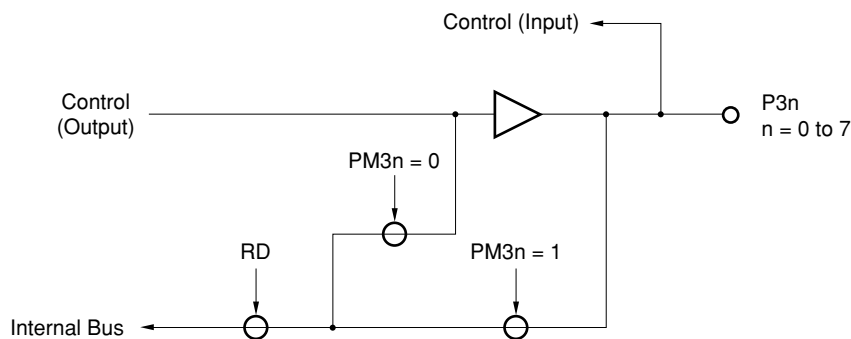 Control (Input)
Control
(Output)
P3n
n = 0 to 7
PM3n = 0
RD
PM3n = 1
Internal Bus